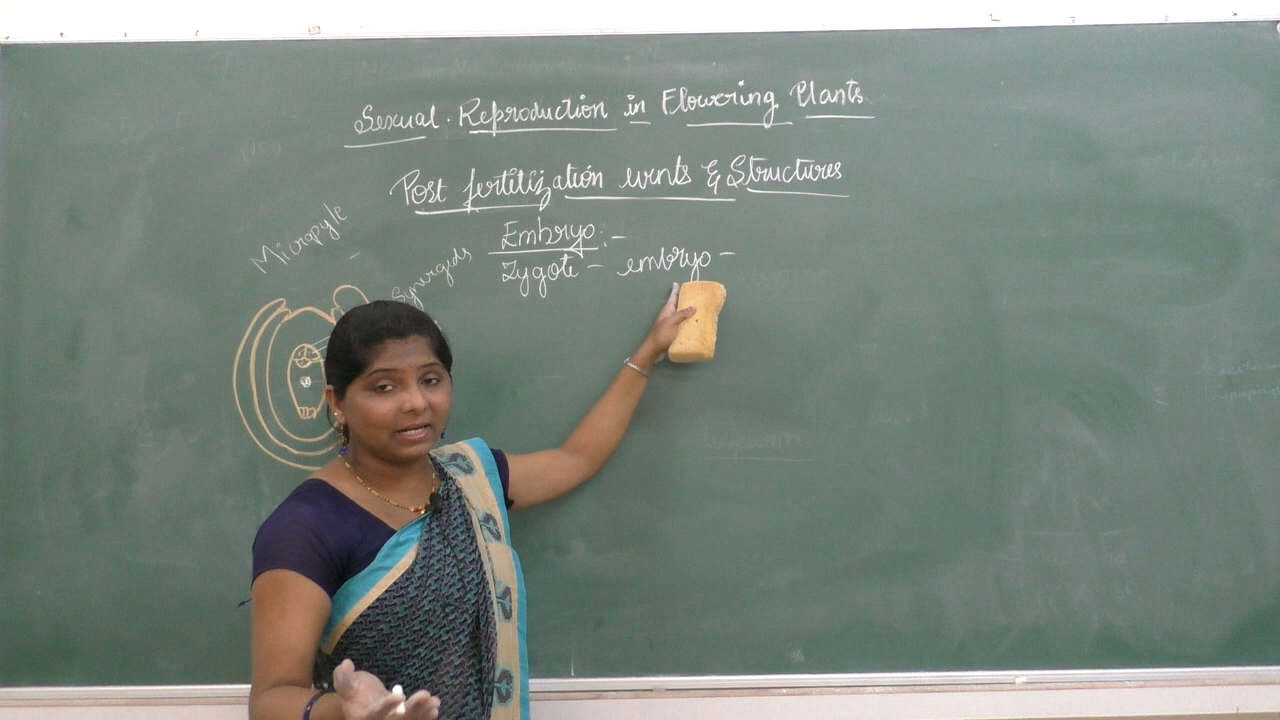 Sexual. Reproduction in Flowering Plants
Post fertilization events & Structures
Embryo:-
Zygote - embryo -
Micropyle
Synergids